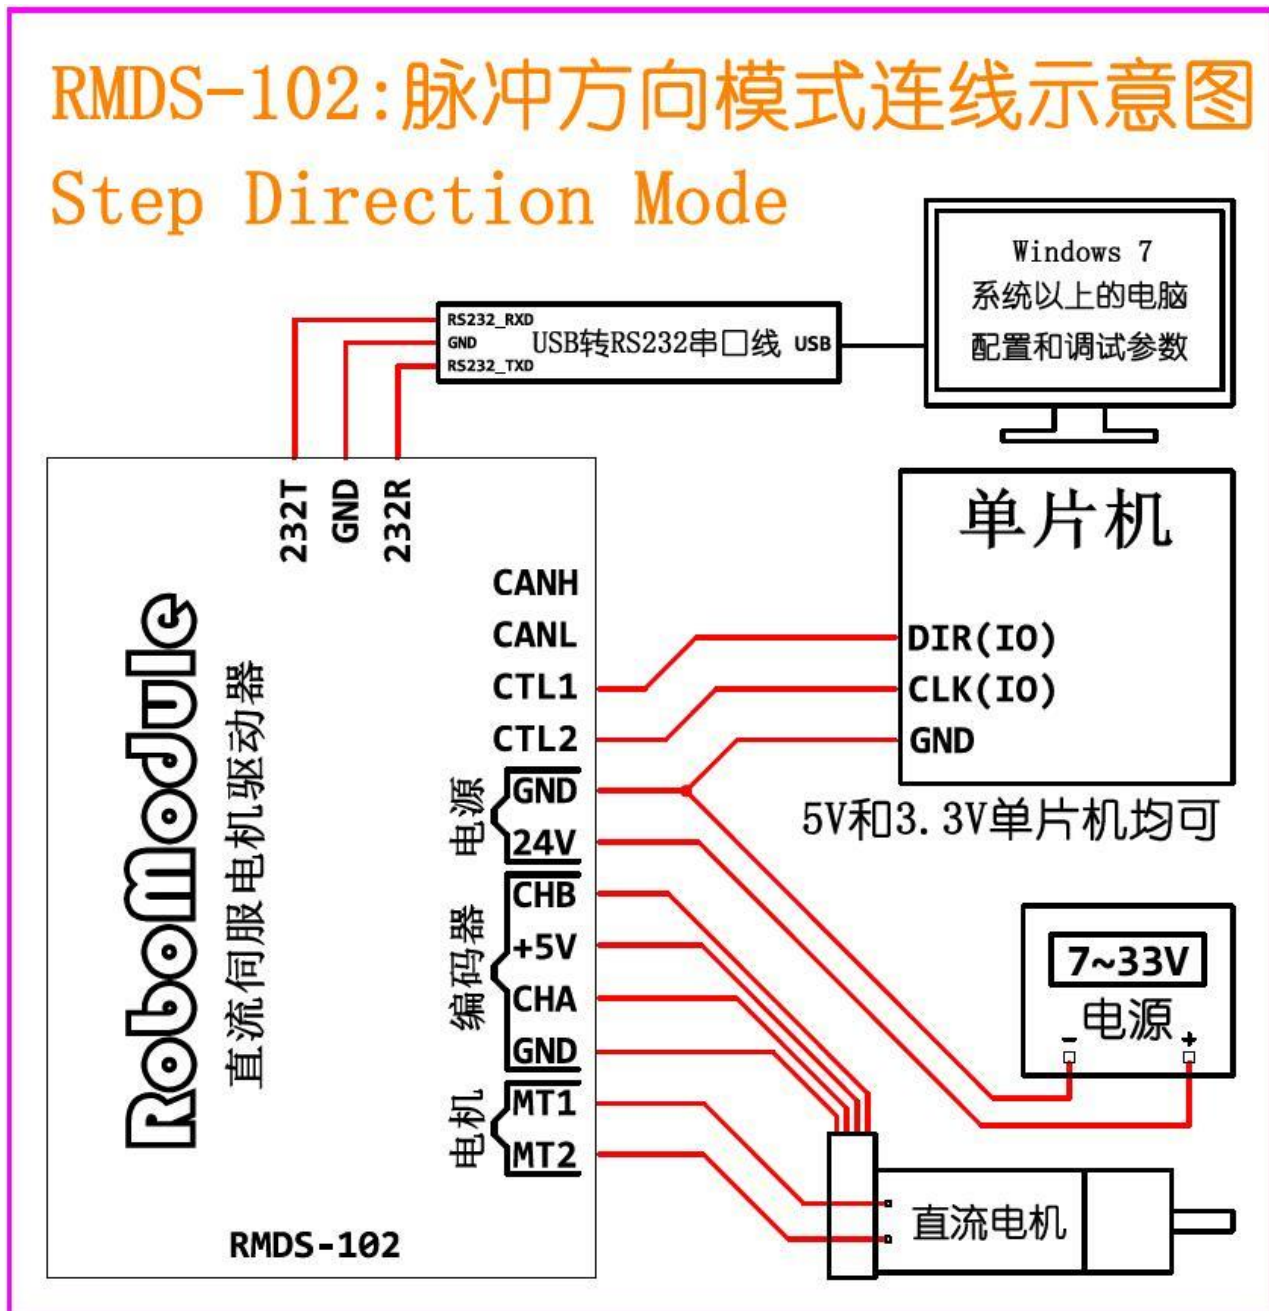 RMDS-102:脉冲方向模式连线示意图
Step Direction Mode
Windows 7
系统以上的电脑
配置和调试参数
RS232_RXD
GND
RS232_TXD
USB转RS232串口线
USB
232T
GND
232R
单片机
DIR(IO)
CLK(IO)
GND
5V和3.3V单片机均可
CANH
CANL
CTL1
CTL2
电源
GND
24V
编码器
CHB
+5V
CHA
GND
电机
MT1
MT2
RoboModule
直流伺服电机驱动器
RMDS-102
7~33V
电源
- +
直流电机